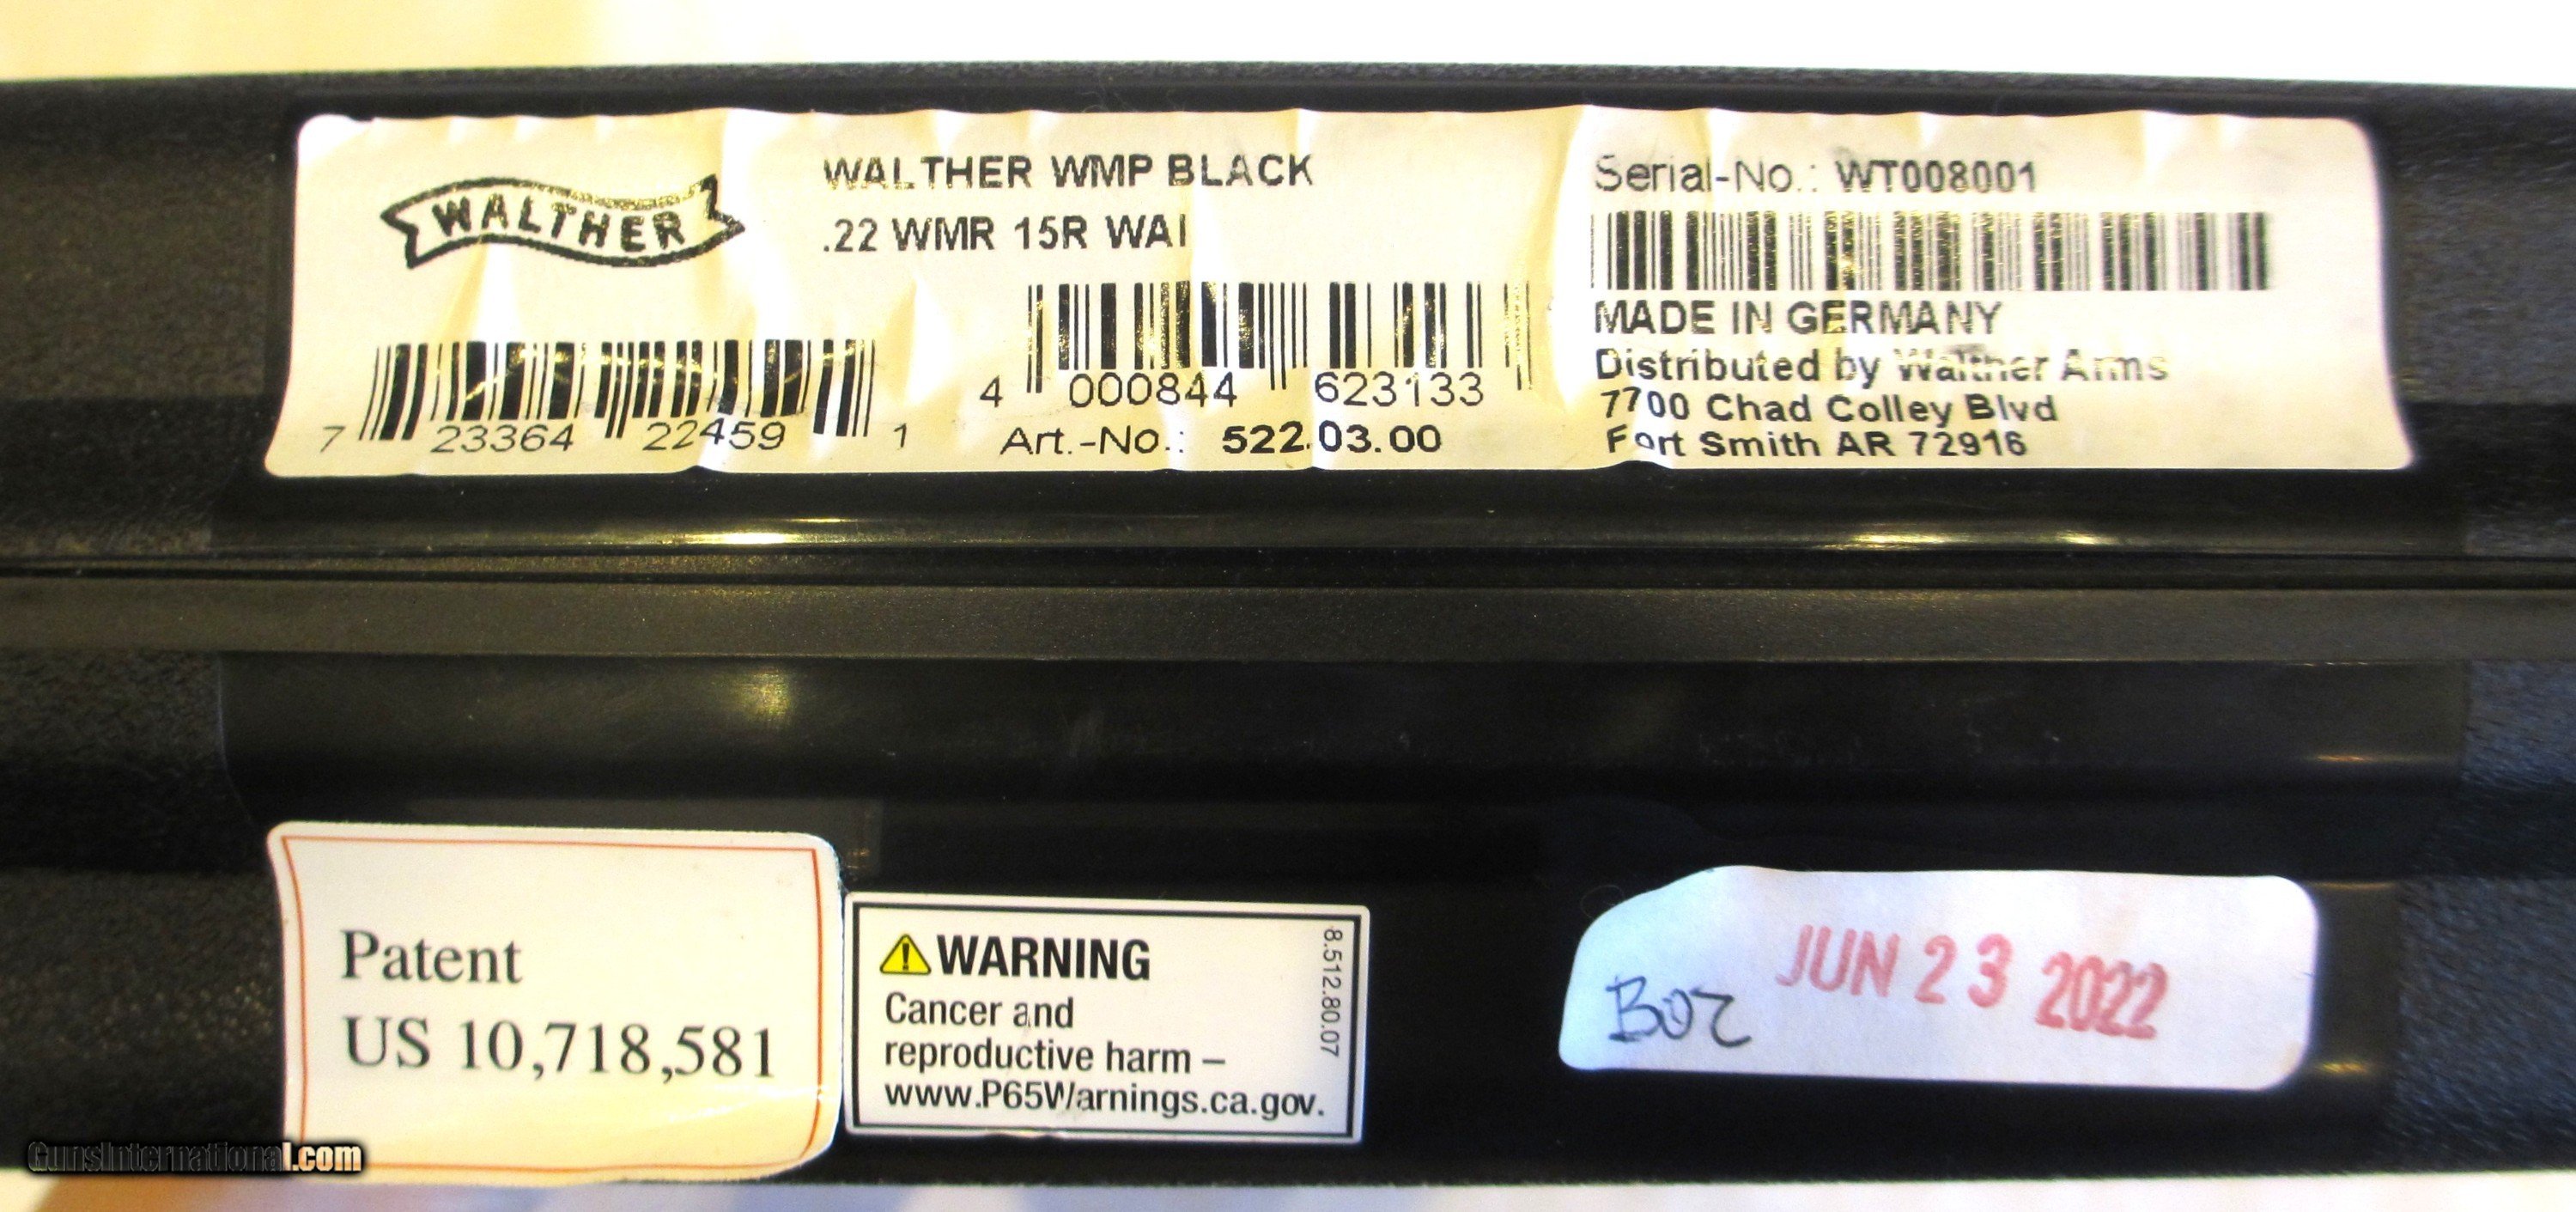 WALTHER
WALTHER WMP BLACK
.22 WMR 15R WAI
7 23364 22459 1
4 000844 623133
Art.-No.: 522.03.00
Serial-No.: WT008001
MADE IN GERMANY
Distributed by Walther Arms
7700 Chad Colley Blvd
Fort Smith AR 72916
Patent
US 10,718,581
WARNING
Cancer and
reproductive harm –
www.P65Warnings.ca.gov.
8.512.80.07
JUN 23 2022
GunsInternational.com